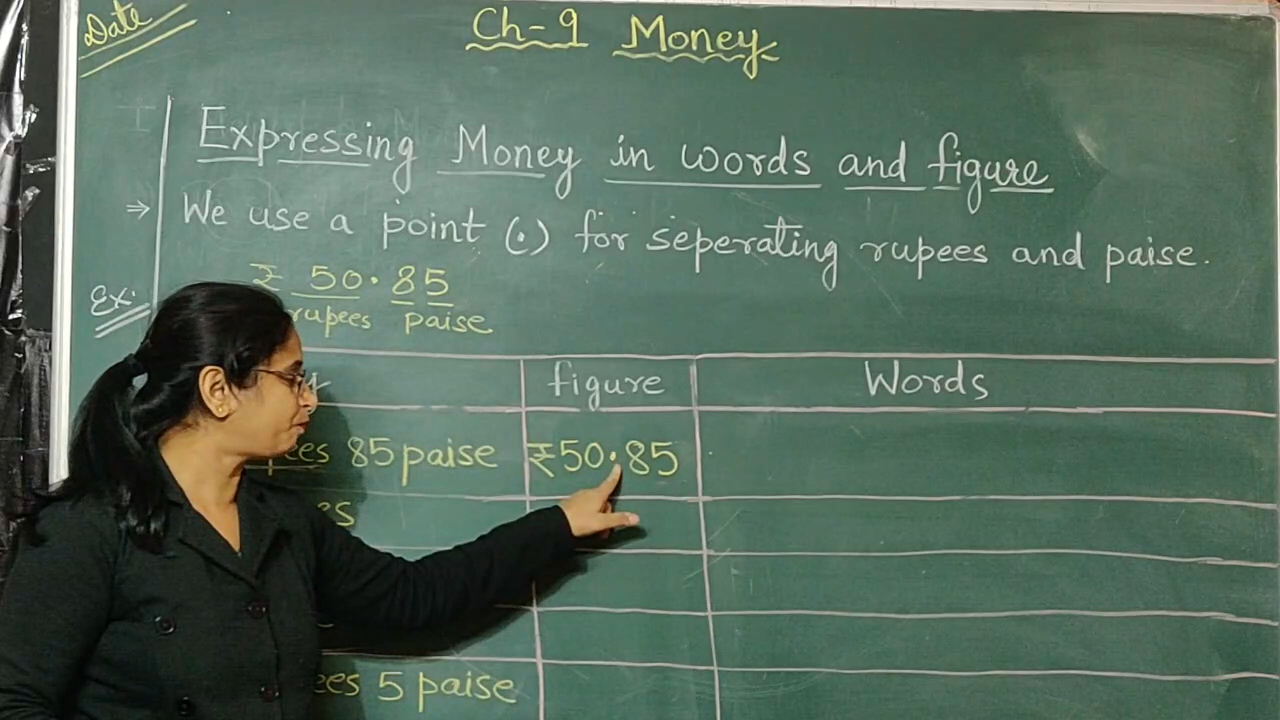 Date
Ch-9 Money
Expressing Money in words and figure
⇒ We use a point (.) for seperating rupees and paise.
Ex. ₹ 50.85
rupees paise
figure Words
85 paise ₹50.85
5 paise